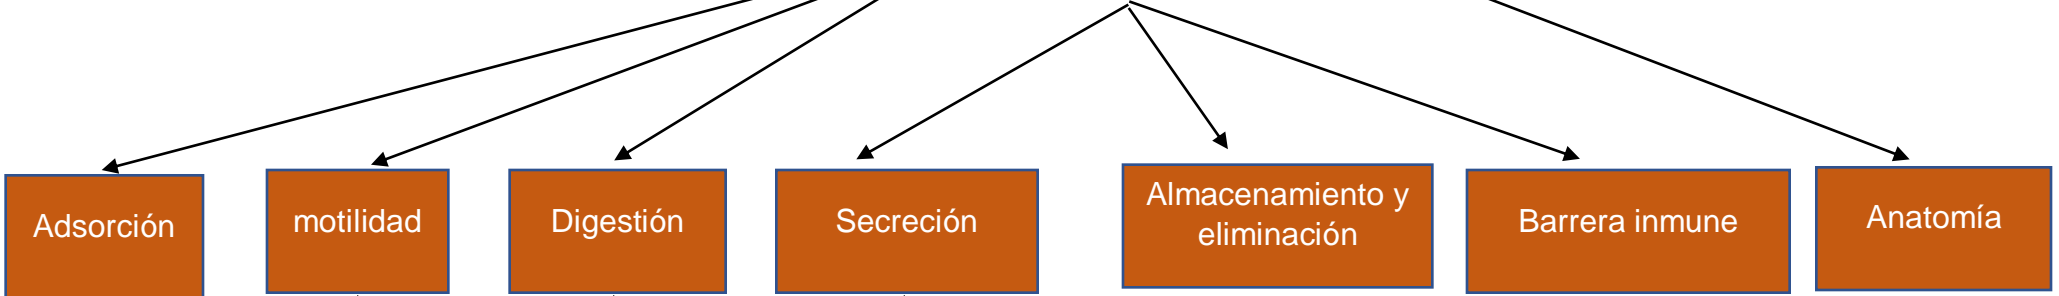 Adsorción
motilidad
Digestión
Secreción
Almacenamiento y
eliminación
Barrera inmune
Anatomía